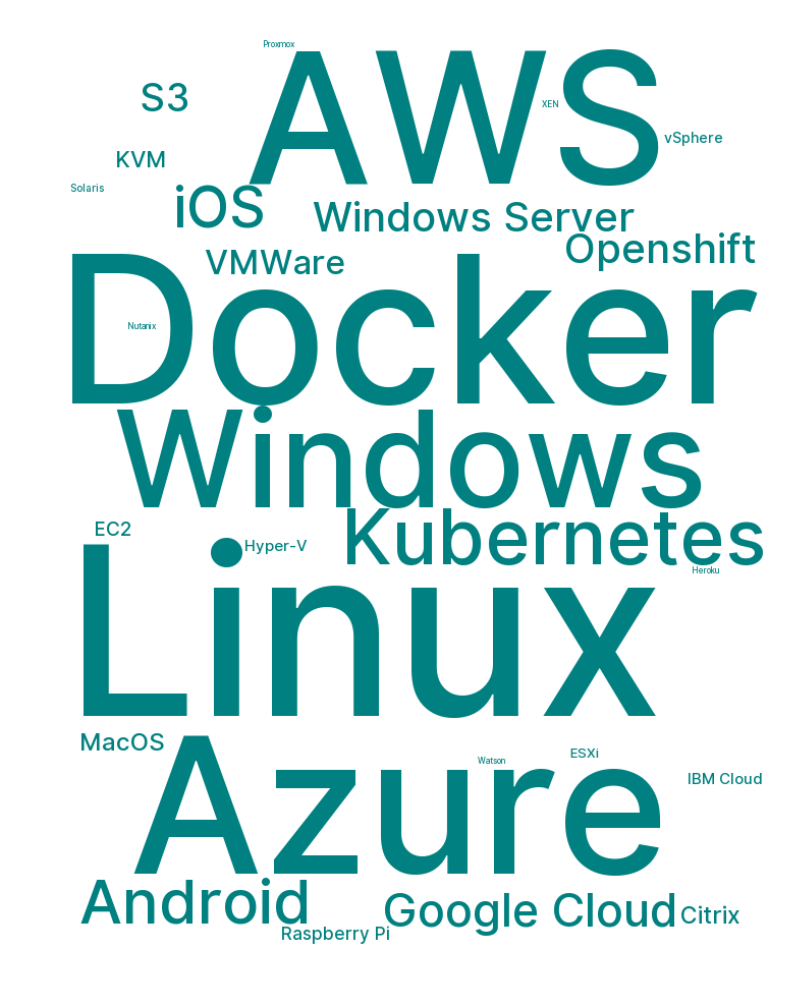 Proxmox
AWS
S3
XEN
vSphere
KVM
Solaris
iOS
Windows Server
Openshift
VMWare
Docker
Nutanix
Windows
Kubernetes
EC2
Hyper-V
Heroku
Linux
MacOS
Azure
Watson
ESXi
IBM Cloud
Android
Google Cloud
Citrix
Raspberry Pi